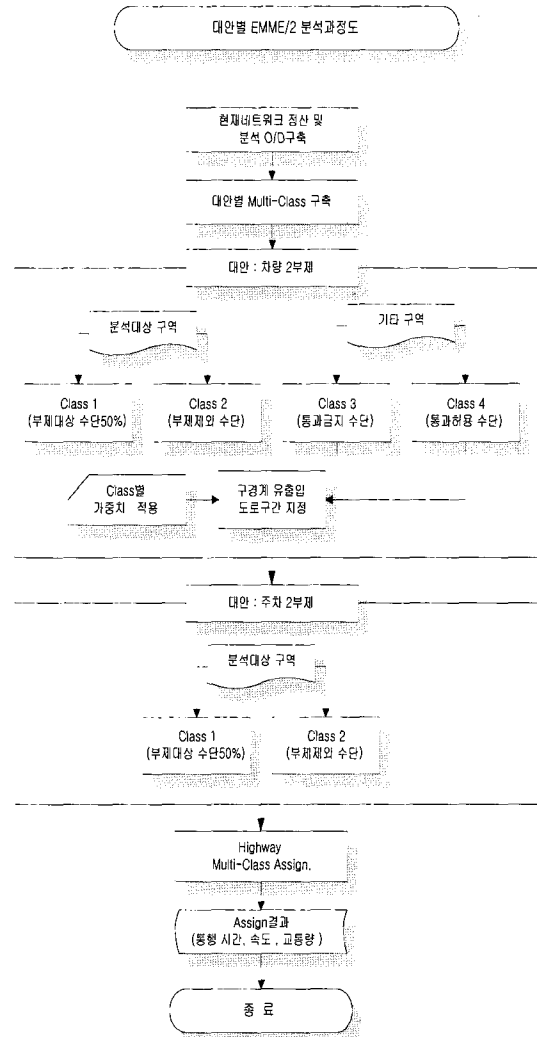 대안별 EMME/2 분석과정도
현재네트워크 정산 및
분석 O/D구축
대안별 Multi-Class 구축
대안 : 차량 2부제
분석대상 구역
기타 구역
Class 1
(부제대상 수단50%)
Class 2
(부제제외 수단)
Class 3
(통과금지 수단)
Class 4
(통과허용 수단)
Class별
가중치 적용
구경계 유출입
도로구간 지정
대안 : 주차 2부제
분석대상 구역
Class 1
(부제대상 수단50%)
Class 2
(부제제외 수단)
Highway
Multi-Class Assign.
Assign결과
(통행 시간, 속도 , 교통량 )
종 료